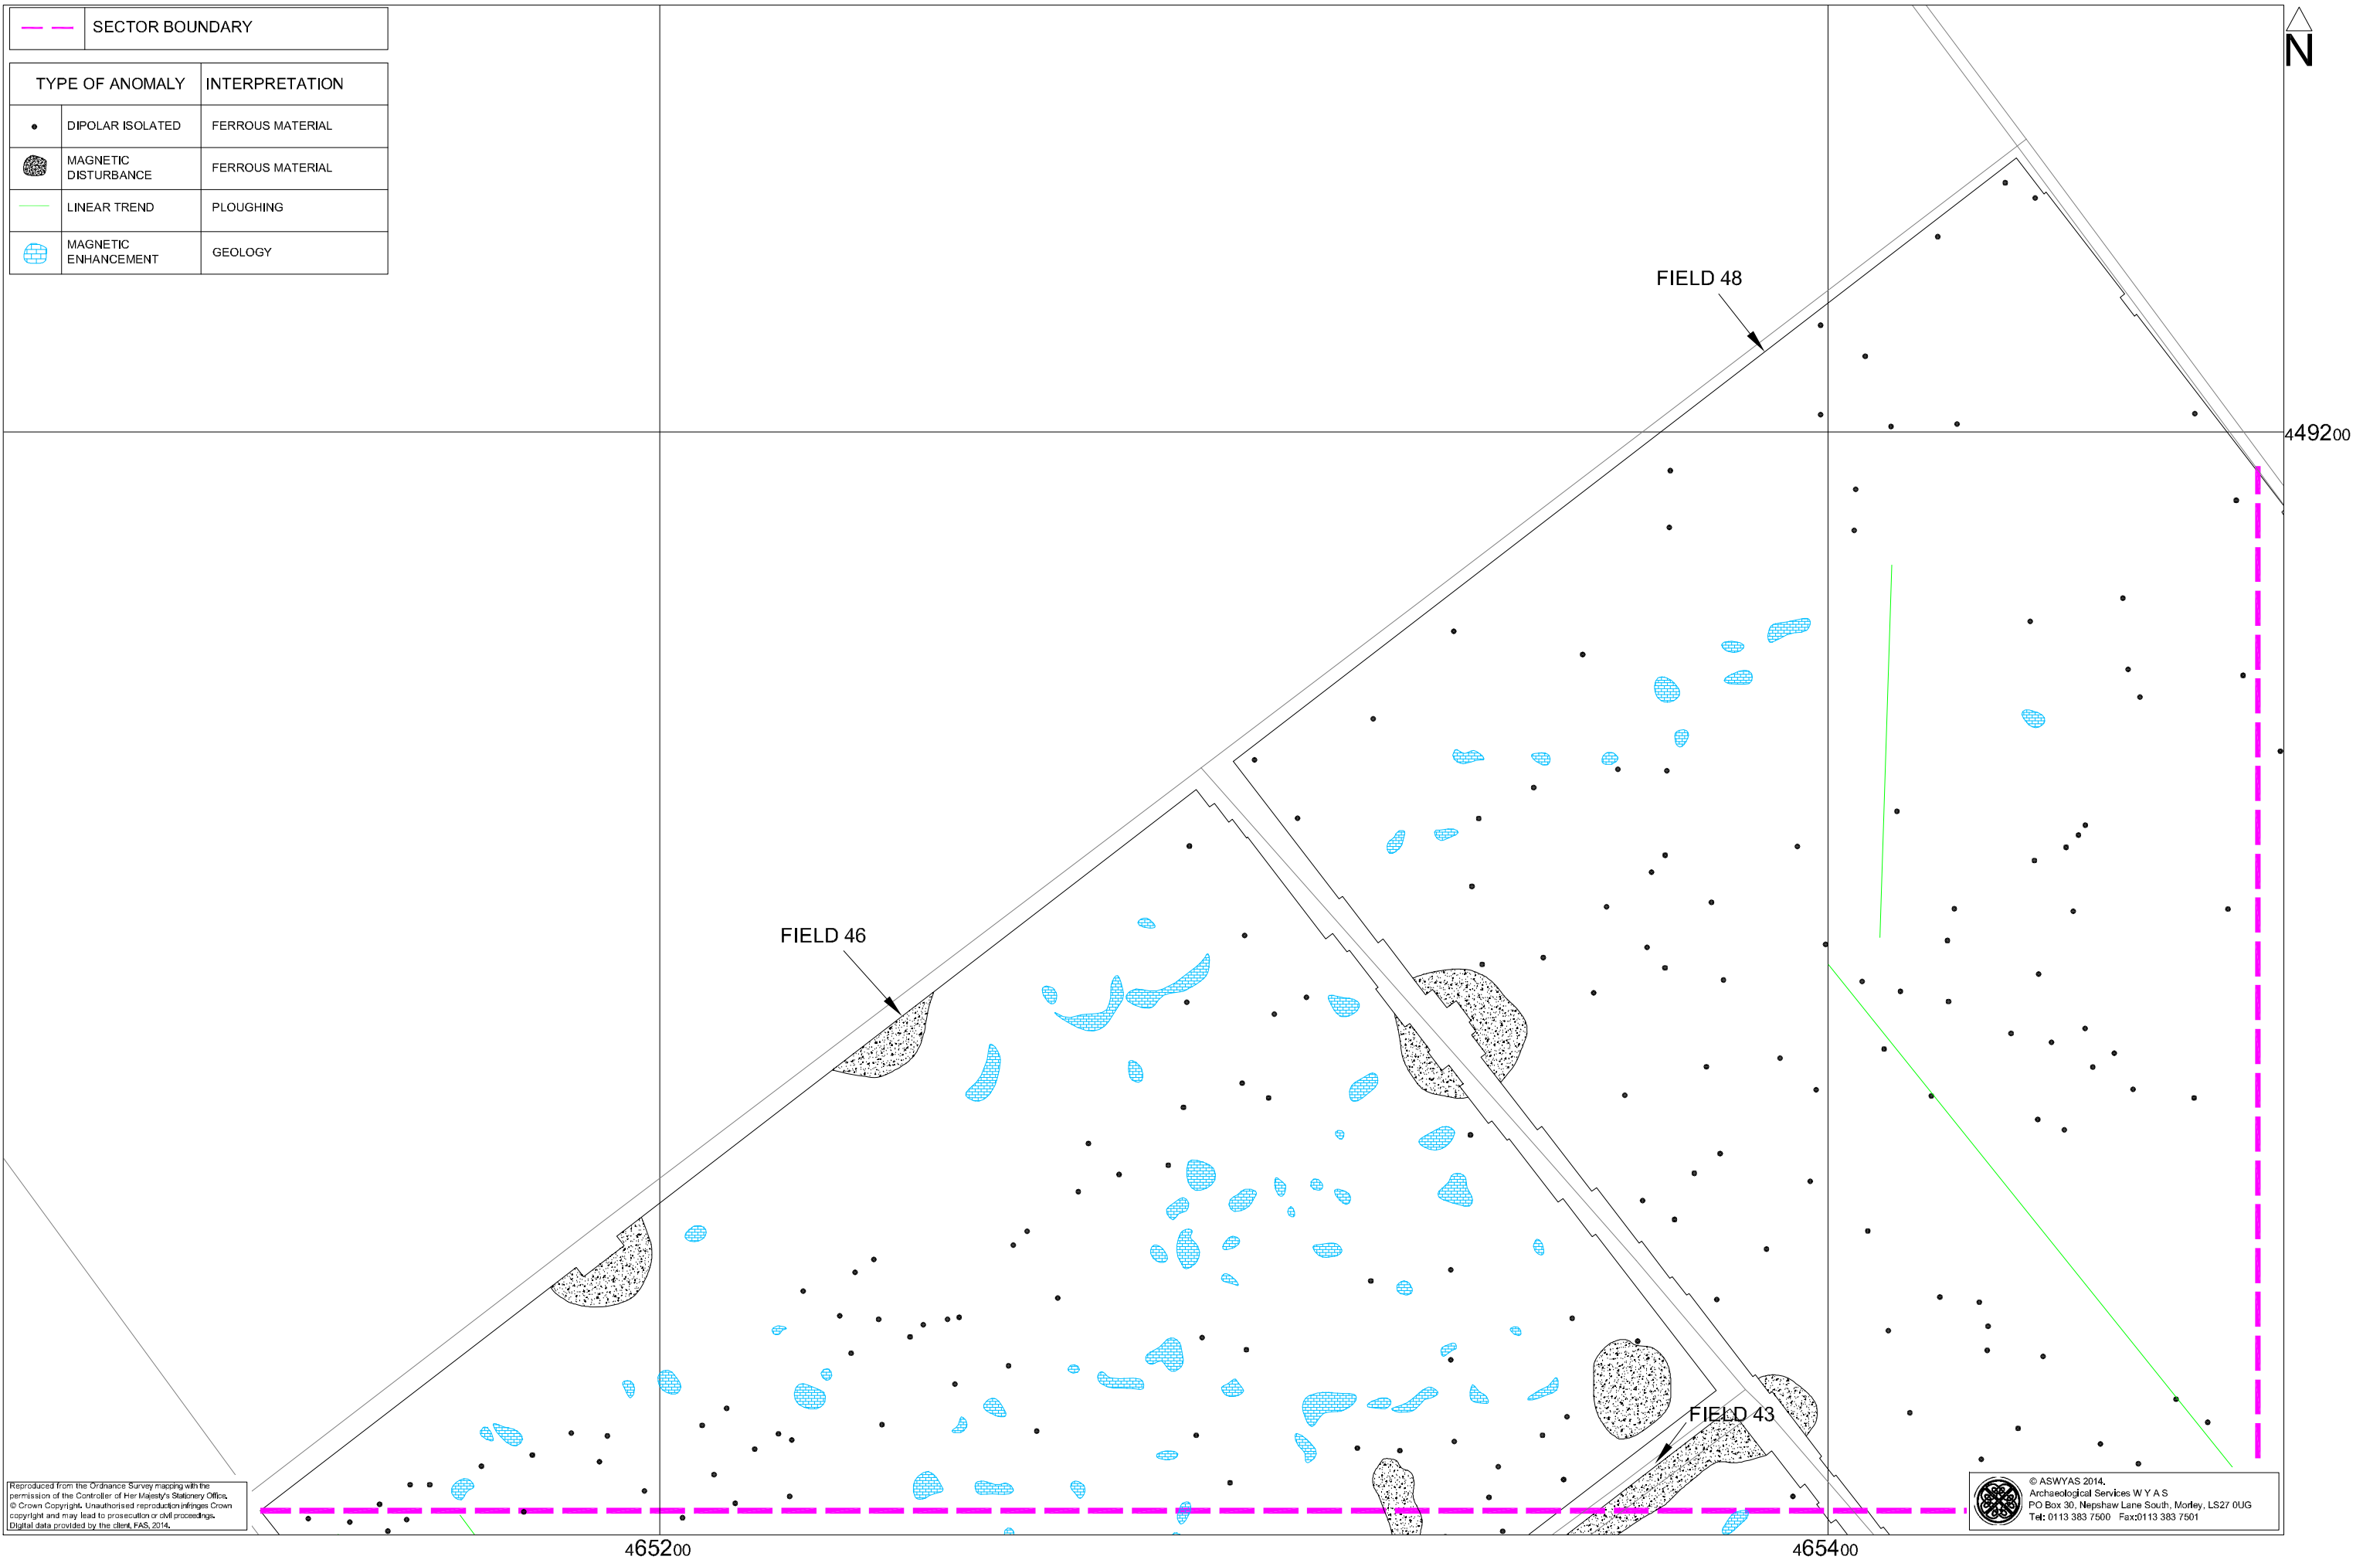 SECTOR BOUNDARY
N
TYPE OF ANOMALY INTERPRETATION
DIPOLAR ISOLATED FERROUS MATERIAL
MAGNETIC
DISTURBANCE
FERROUS MATERIAL
LINEAR TREND PLOUGHING
MAGNETIC
ENHANCEMENT
GEOLOGY
FIELD 48
449200
FIELD 46
FIELD 43
Reproduced from the Ordnance Survey mapping with the
permission of the Controller of Her Majesty's Stationery Office.
© Crown Copyright. Unauthorised reproduction infringes Crown
copyright and may lead to prosecution or civil proceedings.
Digital data provided by the client, FAS, 2014.
© ASWYAS 2014.
Archaeological Services W Y A S
PO Box 30, Nepshaw Lane South, Morley, LS27 0UG
Tel: 0113 383 7500 Fax:0113 383 7501
465200
465400